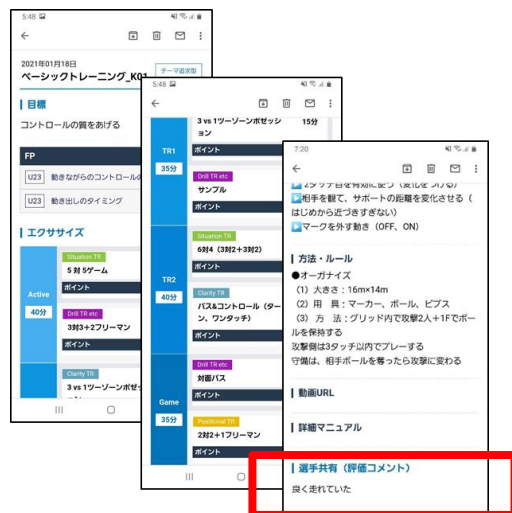 5:48
2021年01月18日
ベーシックトレーニング_K01
テーマ追求型
目標
コントロールの質をあげる
FP
U23 動きながらのコントロールの
U23 動き出しのタイミング
エクササイズ
Active
40分
Situation TR
5 対 5ゲーム
ポイント
Drill TR etc
3対3+2フリーマン
ポイント
Clarity TR
3 vs 1ツーゾーンポゼッ
5:48
TR1
35分
3 vs 1ツーゾーンポゼッシ
ョン
15分
ポイント
Drill TR etc
サンプル
ポイント
TR2
40分
Situation TR
6対4(3対2+3対2)
ポイント
Clarity TR
パス&コントロール(ター
ン、ワンタッチ)
ポイント
Game
35分
Drill TR etc
対面パス
ポイント
Positional TR
2対2+1フリーマン
ポイント
7:20
2タッチ目を有効に使う(変化をつける)
相手を観て、サポートの距離を変化させる(
はじめから近づきすぎない)
マークを外す動き(OFF、ON)
方法・ルール
●オーガナイズ
(1)大きさ:16m×14m
(2)用 具:マーカー、ボール、ビブス
(3)方 法:グリッド内で攻撃2人+1Fでボー
ルを保持する
攻撃側は3タッチ以内でプレーする
守備は、相手ボールを奪ったら攻撃に変わる
動画URL
詳細マニュアル
選手共有(評価コメント)
良く走れていた